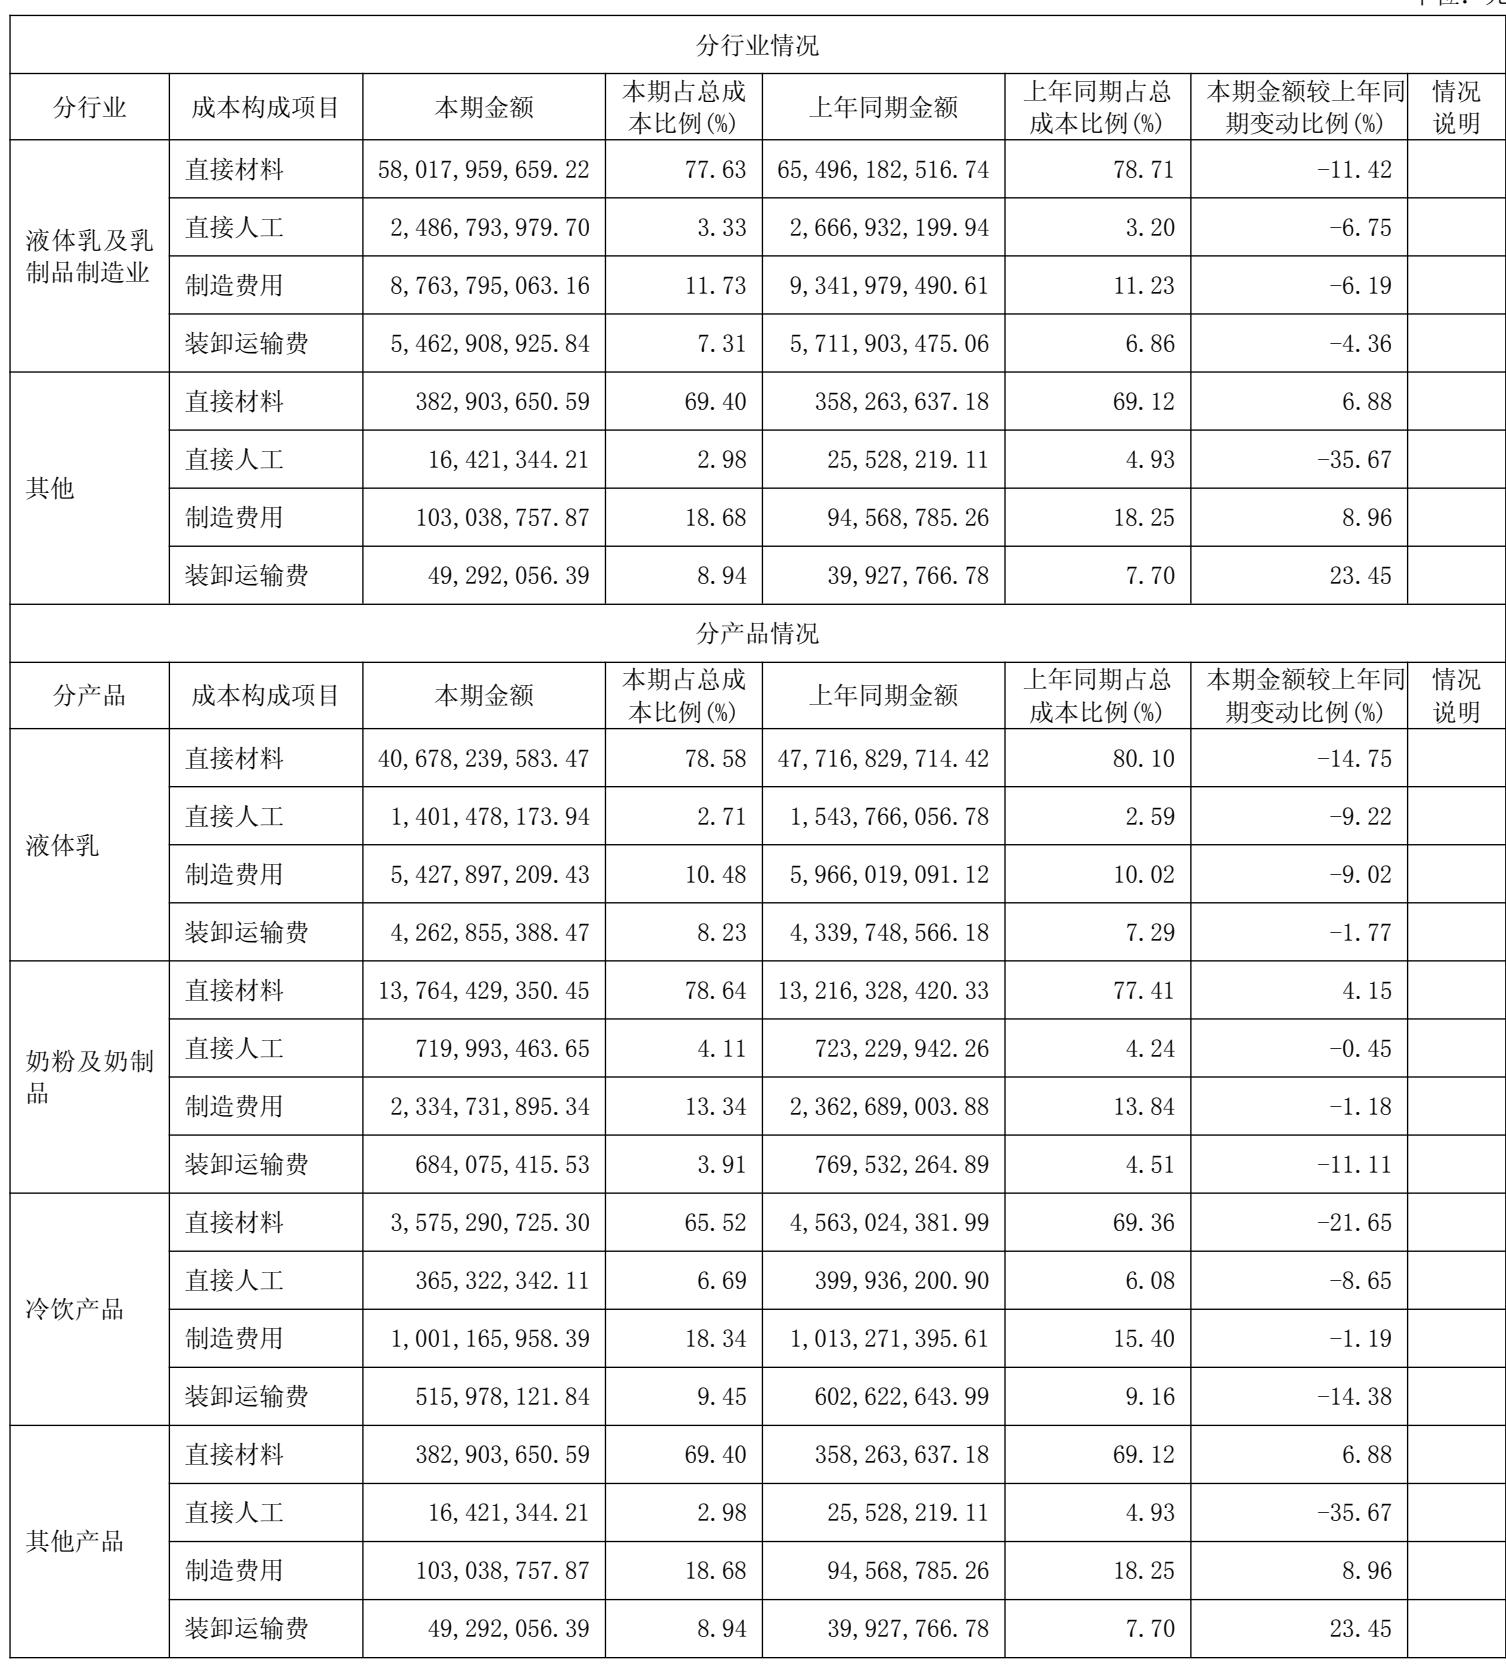 分行业情况
分行业 成本构成项目 本期金额 本期占总成本比例(%) 上年同期金额 上年同期占总成本比例(%) 本期金额较上年同期变动比例(%) 情况说明
液体乳及乳制品制造业 直接材料 58,017,959,659.22 77.63 65,496,182,516.74 78.71 -11.42
直接人工 2,486,793,979.70 3.33 2,666,932,199.94 3.20 -6.75
制造费用 8,763,795,063.16 11.73 9,341,979,490.61 11.23 -6.19
装卸运输费 5,462,908,925.84 7.31 5,711,903,475.06 6.86 -4.36
其他 直接材料 382,903,650.59 69.40 358,263,637.18 69.12 6.88
直接人工 16,421,344.21 2.98 25,528,219.11 4.93 -35.67
制造费用 103,038,757.87 18.68 94,568,785.26 18.25 8.96
装卸运输费 49,292,056.39 8.94 39,927,766.78 7.70 23.45
分产品情况
分产品 成本构成项目 本期金额 本期占总成本比例(%) 上年同期金额 上年同期占总成本比例(%) 本期金额较上年同期变动比例(%) 情况说明
液体乳 直接材料 40,678,239,583.47 78.58 47,716,829,714.42 80.10 -14.75
直接人工 1,401,478,173.94 2.71 1,543,766,056.78 2.59 -9.22
制造费用 5,427,897,209.43 10.48 5,966,019,091.12 10.02 -9.02
装卸运输费 4,262,855,388.47 8.23 4,339,748,566.18 7.29 -1.77
奶粉及奶制品 直接材料 13,764,429,350.45 78.64 13,216,328,420.33 77.41 4.15
直接人工 719,993,463.65 4.11 723,229,942.26 4.24 -0.45
制造费用 2,334,731,895.34 13.34 2,362,689,003.88 13.84 -1.18
装卸运输费 684,075,415.53 3.91 769,532,264.89 4.51 -11.11
冷饮产品 直接材料 3,575,290,725.30 65.52 4,563,024,381.99 69.36 -21.65
直接人工 365,322,342.11 6.69 399,936,200.90 6.08 -8.65
制造费用 1,001,165,958.39 18.34 1,013,271,395.61 15.40 -1.19
装卸运输费 515,978,121.84 9.45 602,622,643.99 9.16 -14.38
其他产品 直接材料 382,903,650.59 69.40 358,263,637.18 69.12 6.88
直接人工 16,421,344.21 2.98 25,528,219.11 4.93 -35.67
制造费用 103,038,757.87 18.68 94,568,785.26 18.25 8.96
装卸运输费 49,292,056.39 8.94 39,927,766.78 7.70 23.45